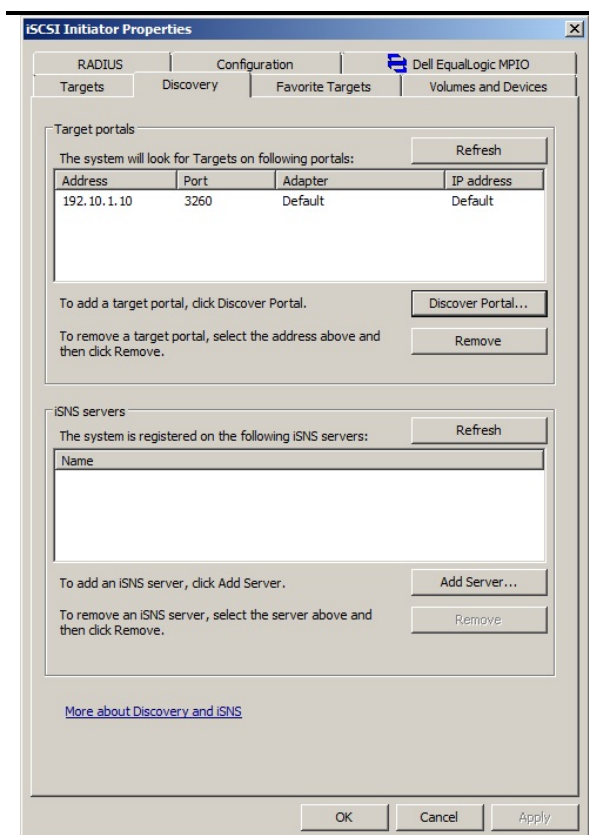 iSCSI Initiator Properties
RADIUS Configuration Dell EqualLogic MPIO
Targets Discovery Favorite Targets Volumes and Devices
Target portals
The system will look for Targets on following portals: Refresh
Address Port Adapter IP address
192.10.1.10 3260 Default Default
To add a target portal, click Discover Portal. Discover Portal...
To remove a target portal, select the address above and
then click Remove. Remove
iSNS servers
The system is registered on the following iSNS servers: Refresh
Name
To add an iSNS server, click Add Server. Add Server...
To remove an iSNS server, select the server above and
then click Remove. Remove
More about Discovery and iSNS
OK Cancel Apply